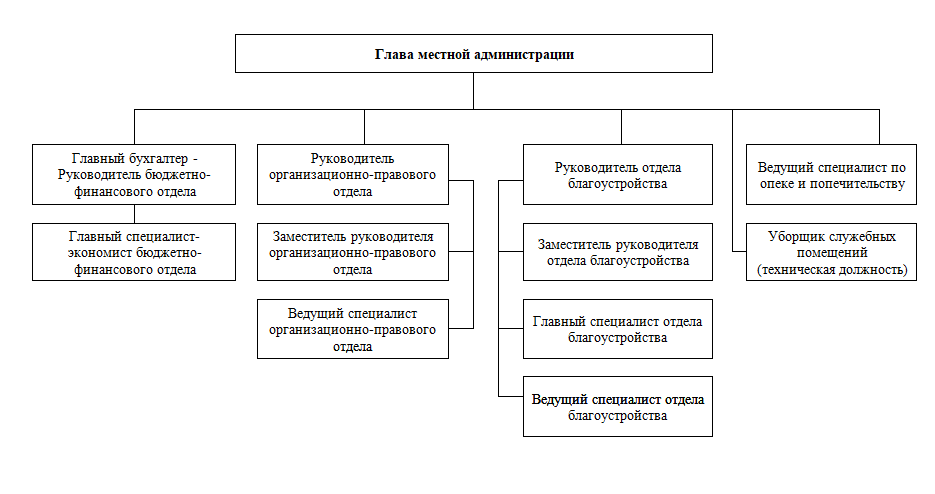 Глава местной администрации
Главный бухгалтер -
Руководитель бюджетно-
финансового отдела
Руководитель
организационно-правового
отдела
Руководитель отдела
благоустройства
Ведущий специалист по
опеке и попечительству
Главный специалист-
экономист бюджетно-
финансового отдела
Заместитель руководителя
организационно-правового
отдела
Заместитель руководителя
отдела благоустройства
Уборщик служебных
помещений
(техническая должность)
Ведущий специалист
организационно-правового
отдела
Главный специалист отдела
благоустройства
Ведущий специалист отдела
благоустройства